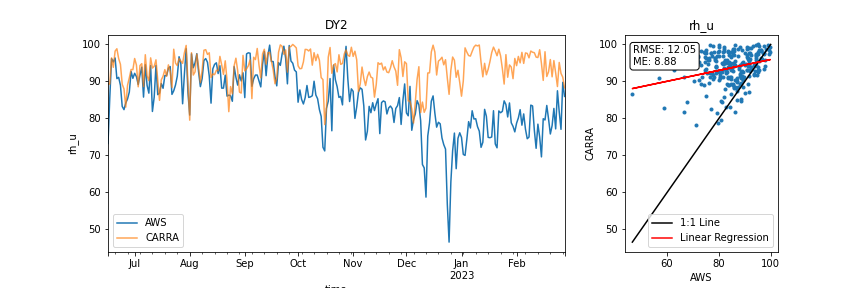 DY2
rh_u
100
90
80
70
60
50
AWS
CARRA
Jul
Aug
Sep
Oct
Nov
Dec
Jan
2023
Feb
time
rh_u
RMSE: 12.05
ME: 8.88
CARRA
100
90
80
70
60
50
1:1 Line
Linear Regression
60
80
100
AWS